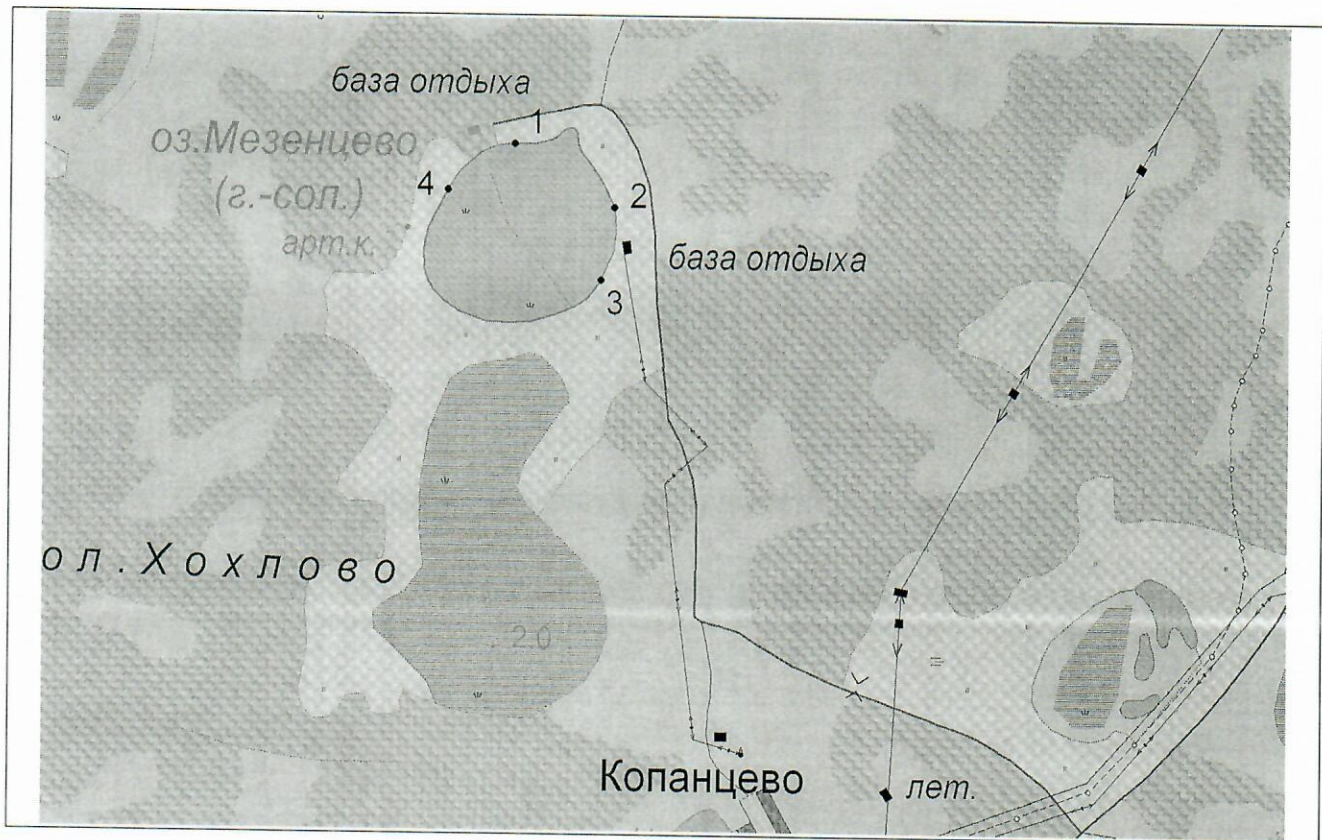 база отдыха
1
оз.Мезенцево
(г.-сол.)
арт.к.
4
2
база отдыха
3
ол. Хохлово
2.0
Копанцево
лет.